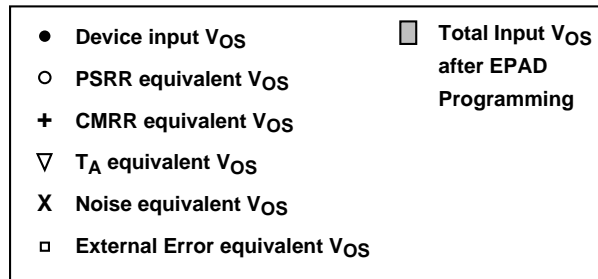 ● Device input VOS
○ PSRR equivalent VOS
+ CMRR equivalent VOS
▽ TA equivalent VOS
X Noise equivalent VOS
□ External Error equivalent VOS
Total Input VOS
after EPAD
Programming